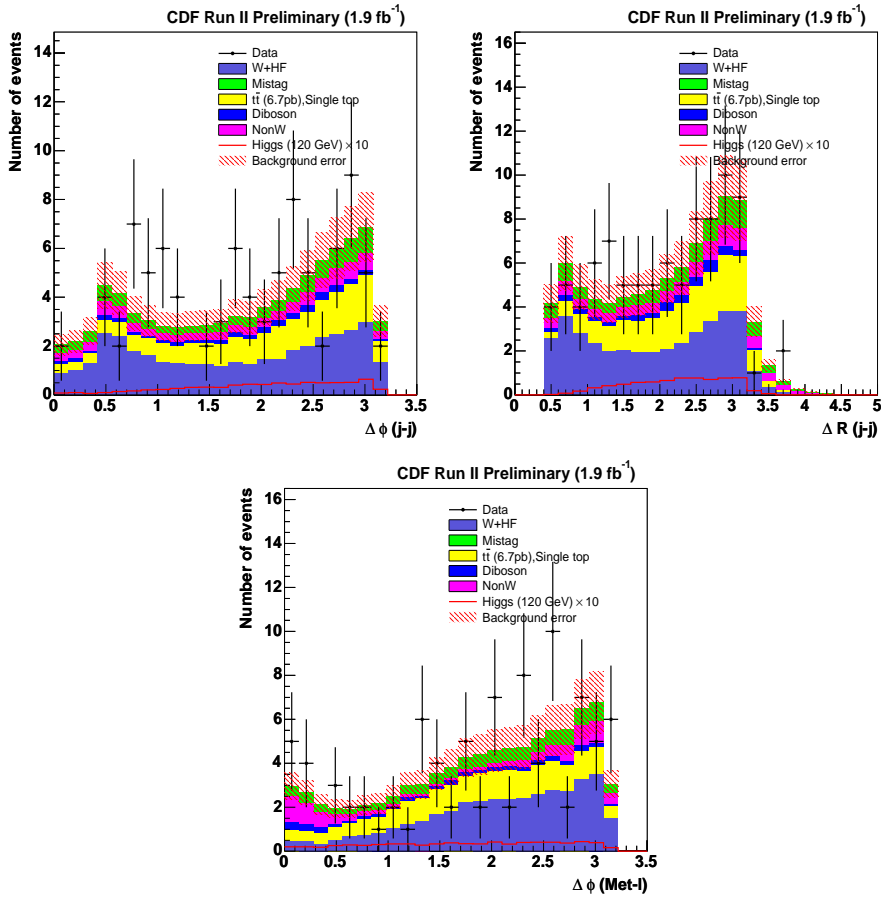 CDF Run II Preliminary (1.9 fb⁻¹)
Number of events
14
12
10
8
6
4
2
0
Data
W+HF
Mistag
tt̄ (6.7pb),Single top
Diboson
NonW
Higgs (120 GeV) × 10
Background error
0 0.5 1 1.5 2 2.5 3 3.5
Δ ϕ (j-j)
CDF Run II Preliminary (1.9 fb⁻¹)
Number of events
16
14
12
10
8
6
4
2
0
Data
W+HF
Mistag
tt̄ (6.7pb),Single top
Diboson
NonW
Higgs (120 GeV) × 10
Background error
0 0.5 1 1.5 2 2.5 3 3.5 4 4.5 5
Δ R (j-j)
CDF Run II Preliminary (1.9 fb⁻¹)
Number of events
16
14
12
10
8
6
4
2
0
Data
W+HF
Mistag
tt̄ (6.7pb),Single top
Diboson
NonW
Higgs (120 GeV) × 10
Background error
0 0.5 1 1.5 2 2.5 3 3.5
Δ ϕ (Met-l)